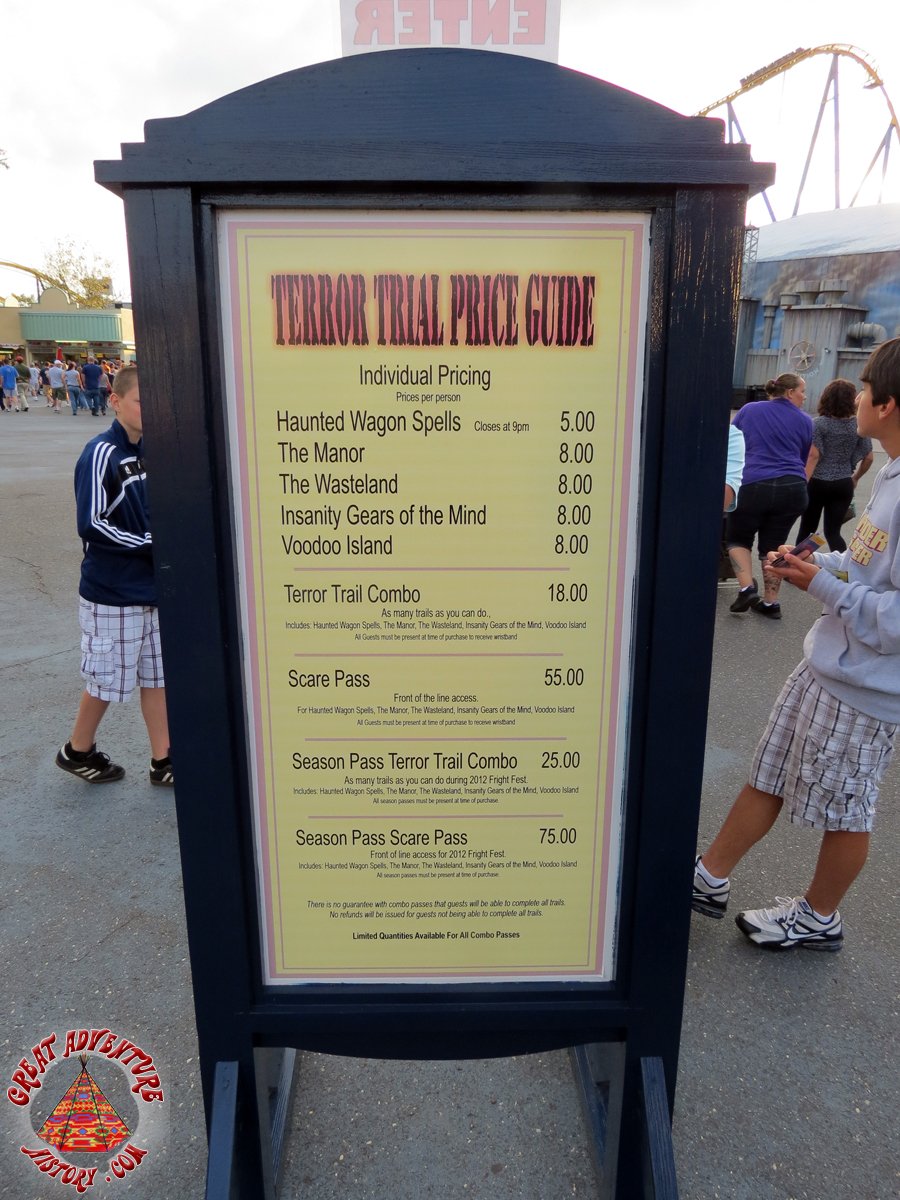 ENTER
TERROR TRIAL PRICE GUIDE
Individual Pricing
Prices per person
Haunted Wagon Spells Closes at 9pm 5.00
The Manor 8.00
The Wasteland 8.00
Insanity Gears of the Mind 8.00
Voodoo Island 8.00
Terror Trail Combo 18.00
As many trails as you can do..
Includes: Haunted Wagon Spells, The Manor, The Wasteland, Insanity Gears of the Mind, Voodoo Island
All Guests must be present at time of purchase to receive wristband
Scare Pass 55.00
Front of the line access.
For Haunted Wagon Spells, The Manor, The Wasteland, Insanity Gears of the Mind, Voodoo Island
All Guests must be present at time of purchase to receive wristband
Season Pass Terror Trail Combo 25.00
As many trails as you can do during 2012 Fright Fest.
Includes: Haunted Wagon Spells, The Manor, The Wasteland, Insanity Gears of the Mind, Voodoo Island
All season passes must be present at time of purchase.
Season Pass Scare Pass 75.00
Front of line access for 2012 Fright Fest.
Includes: Haunted Wagon Spells, The Manor, The Wasteland, Insanity Gears of the Mind, Voodoo Island
All season passes must be present at time of purchase.
There is no guarantee with combo passes that guests will be able to complete all trails.
No refunds will be issued for guests not being able to complete all trails.
Limited Quantities Available For All Combo Passes
GREAT ADVENTURE
HISTORY.COM